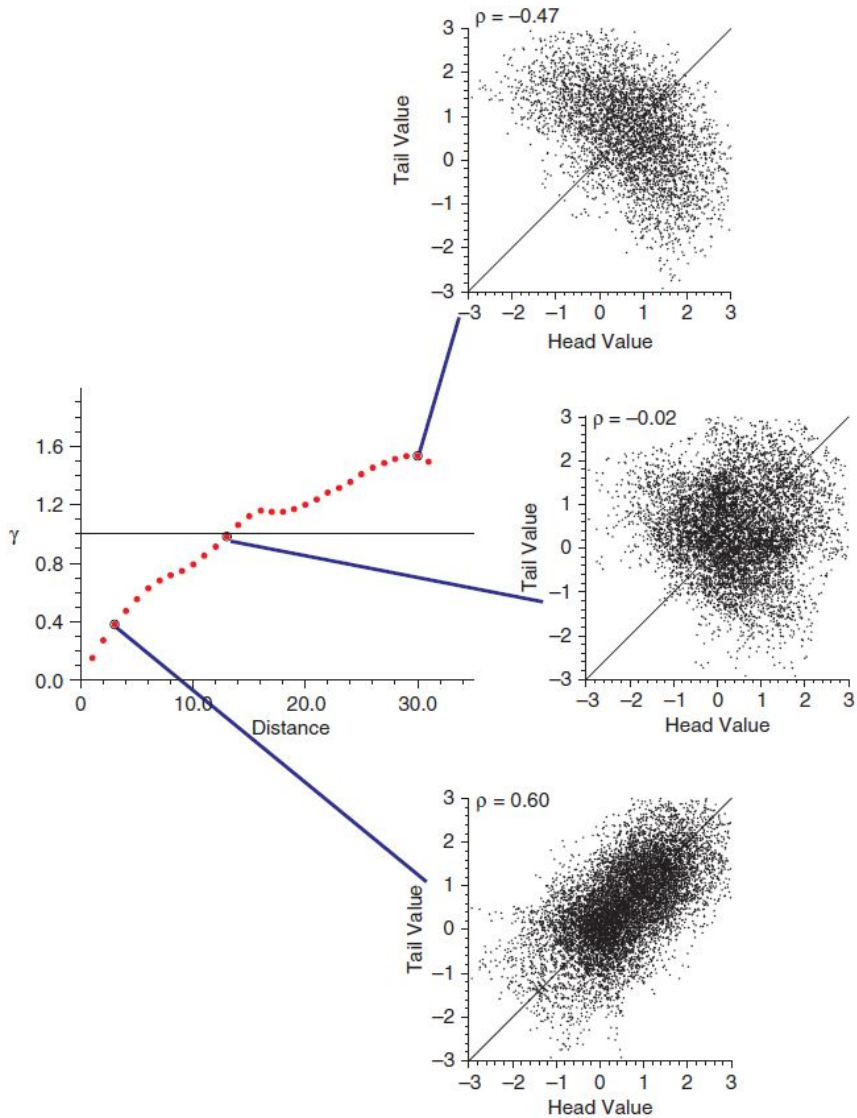 ρ = −0.47
3
2
1
0
−1
−2
−3
Tail Value
−3 −2 −1 0 1 2 3
Head Value
1.6
1.2
0.8
0.4
0.0
γ
0 10.0 20.0 30.0
Distance
ρ = −0.02
3
2
1
0
−1
−2
−3
Tail Value
−3 −2 −1 0 1 2 3
Head Value
ρ = 0.60
3
2
1
0
−1
−2
−3
Tail Value
−3 −2 −1 0 1 2 3
Head Value